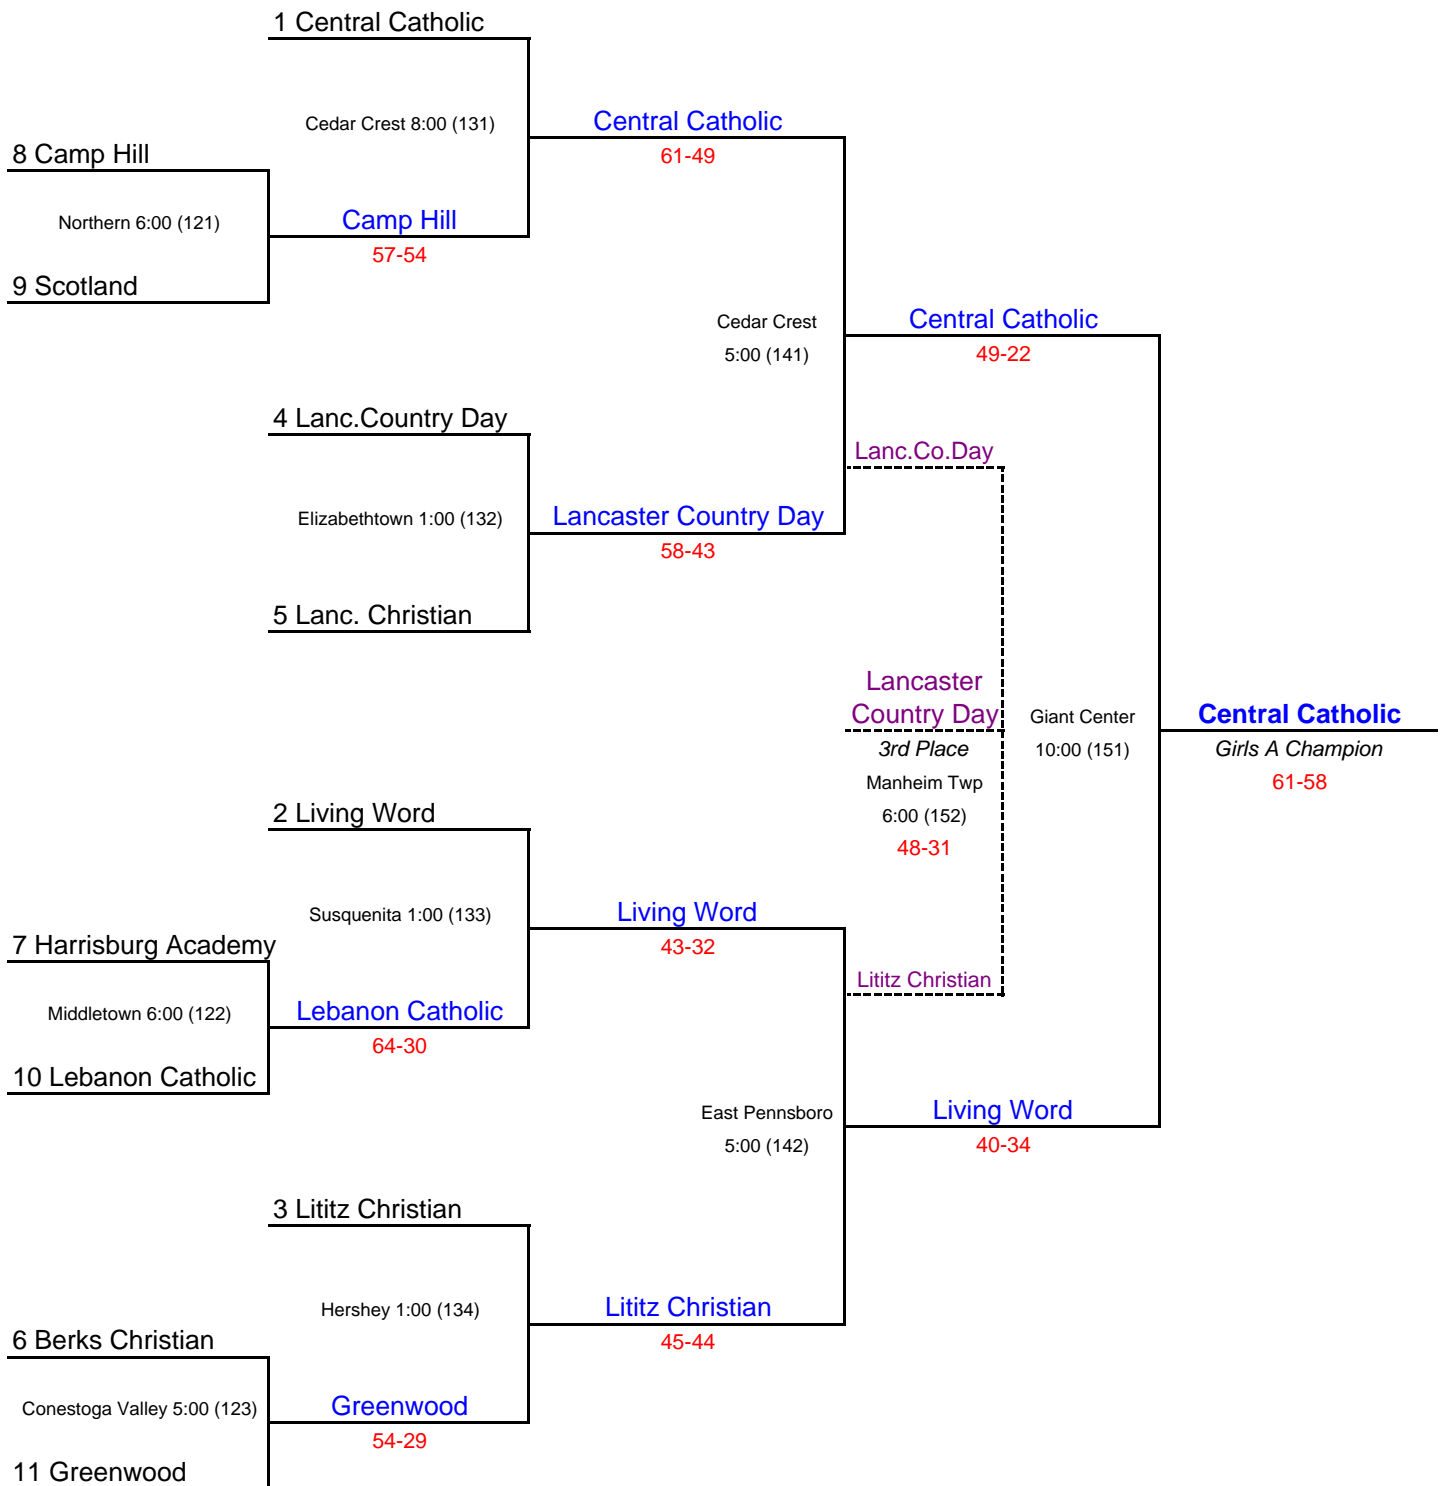 1 Central Catholic
Cedar Crest 8:00 (131)
Central Catholic
61-49
8 Camp Hill
Northern 6:00 (121)
Camp Hill
57-54
9 Scotland
Cedar Crest
5:00 (141)
Central Catholic
49-22
4 Lanc.Country Day
Lanc.Co.Day
Elizabethtown 1:00 (132)
Lancaster Country Day
58-43
5 Lanc. Christian
Lancaster
Country Day
3rd Place
Manheim Twp
6:00 (152)
48-31
Giant Center
10:00 (151)
Central Catholic
Girls A Champion
61-58
2 Living Word
Susquenita 1:00 (133)
Living Word
43-32
7 Harrisburg Academy
Middletown 6:00 (122)
Lebanon Catholic
64-30
10 Lebanon Catholic
Lititz Christian
East Pennsboro
5:00 (142)
Living Word
40-34
3 Lititz Christian
Hershey 1:00 (134)
Lititz Christian
45-44
6 Berks Christian
Conestoga Valley 5:00 (123)
Greenwood
54-29
11 Greenwood